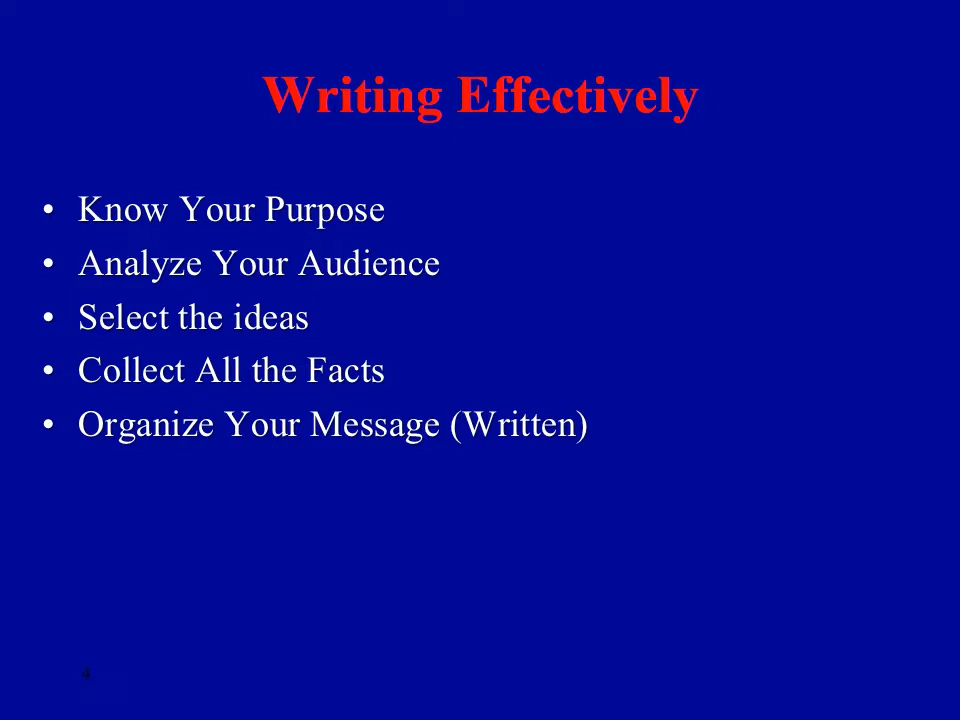 Writing Effectively
• Know Your Purpose
• Analyze Your Audience
• Select the ideas
• Collect All the Facts
• Organize Your Message (Written)
4